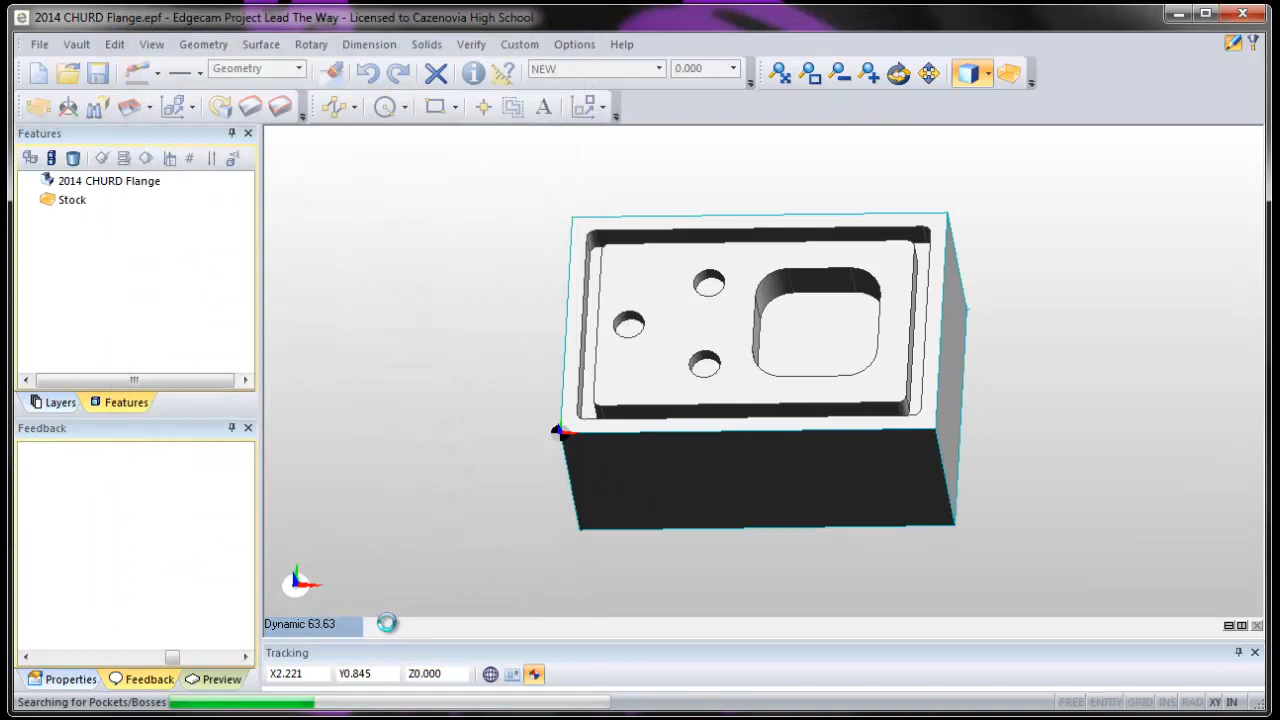 2014 CHURD Flange.epf - Edgecam Project Lead The Way - Licensed to Cazenovia High School
File Vault Edit View Geometry Surface Rotary Dimension Solids Verify Custom Options Help
Geometry NEW 0.000
Features
2014 CHURD Flange
Stock
Layers Features
Feedback
Dynamic 63.63
Tracking
X2.221 Y0.845 Z0.000
Properties Feedback Preview
Searching for Pockets/Bosses FREE ENTITY GRID INS RAD XY IN